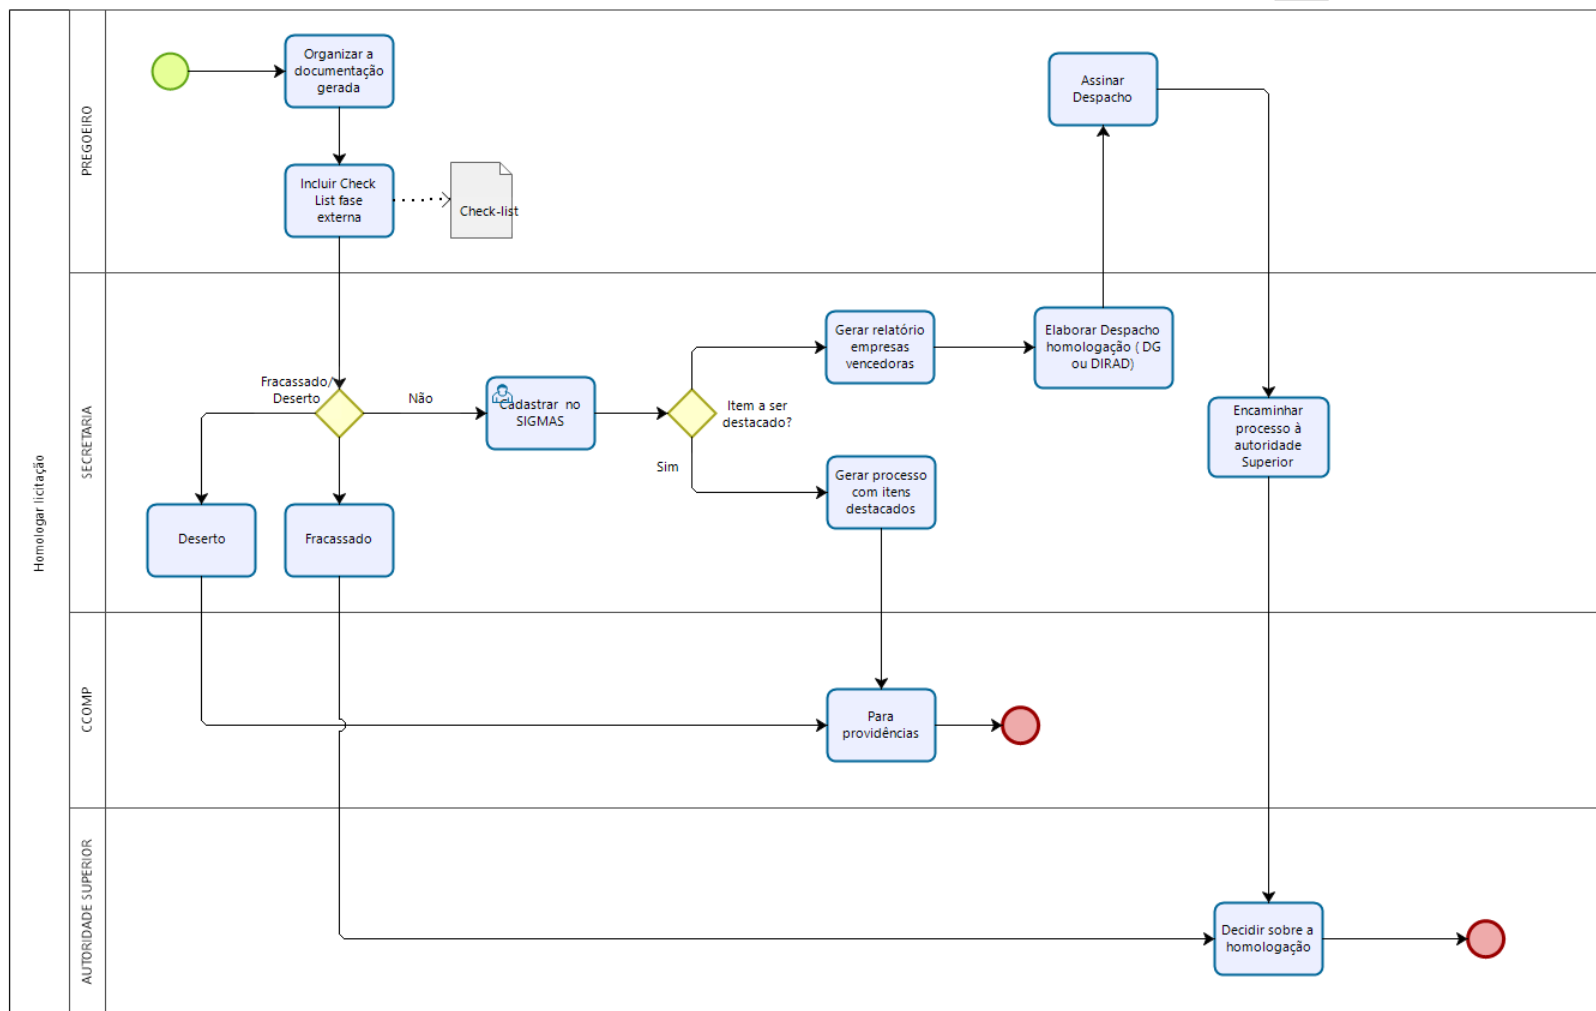 Homologar licitação
PREGOEIRO
Organizar a
documentação
gerada
Assinar
Despacho
Incluir Check
List fase
externa
Check-list
SECRETARIA
Gerar relatório
empresas
vencedoras
Elaborar Despacho
homologação ( DG
ou DIRAD)
Fracassado/
Deserto
Não
Cadastrar no
SIGMAS
Item a ser
destacado?
Encaminhar
processo à
autoridade
Superior
Sim
Gerar processo
com itens
destacados
Deserto
Fracassado
CCOMP
Para
providências
AUTORIDADE SUPERIOR
Decidir sobre a
homologação